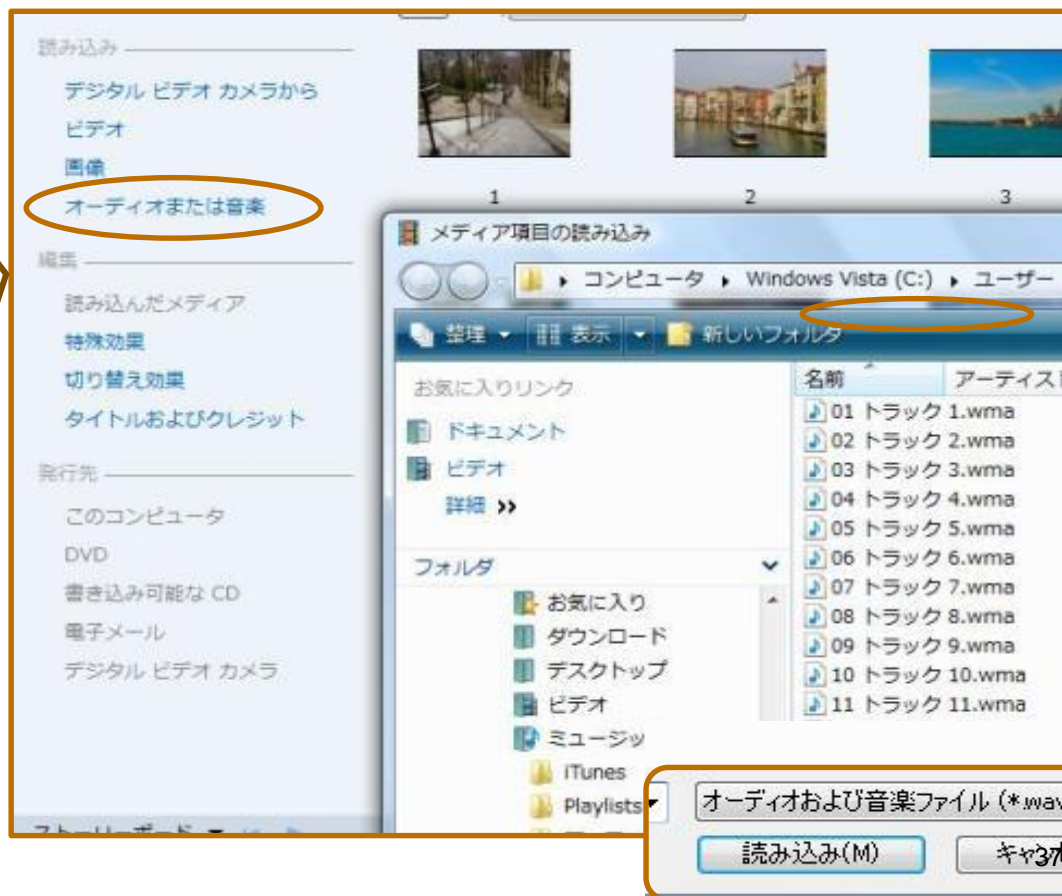 読み込み
デジタル ビデオ カメラから
ビデオ
画像
オーディオまたは音楽
編集
読み込んだメディア
特殊効果
切り替え効果
タイトルおよびクレジット
発行先
このコンピュータ
DVD
書き込み可能な CD
電子メール
デジタル ビデオ カメラ
1 2 3
メディア項目の読み込み
コンピュータ ▸ Windows Vista (C:) ▸ ユーザー
整理 表示 新しいフォルダ
お気に入りリンク
ドキュメント
ビデオ
詳細 >>
フォルダ
お気に入り
ダウンロード
デスクトップ
ビデオ
ミュージッ
iTunes
Playlists
名前 アーティス
01 トラック 1.wma
02 トラック 2.wma
03 トラック 3.wma
04 トラック 4.wma
05 トラック 5.wma
06 トラック 6.wma
07 トラック 7.wma
08 トラック 8.wma
09 トラック 9.wma
10 トラック 10.wma
11 トラック 11.wma
オーディオおよび音楽ファイル (*.wav
読み込み(M) キャ
37